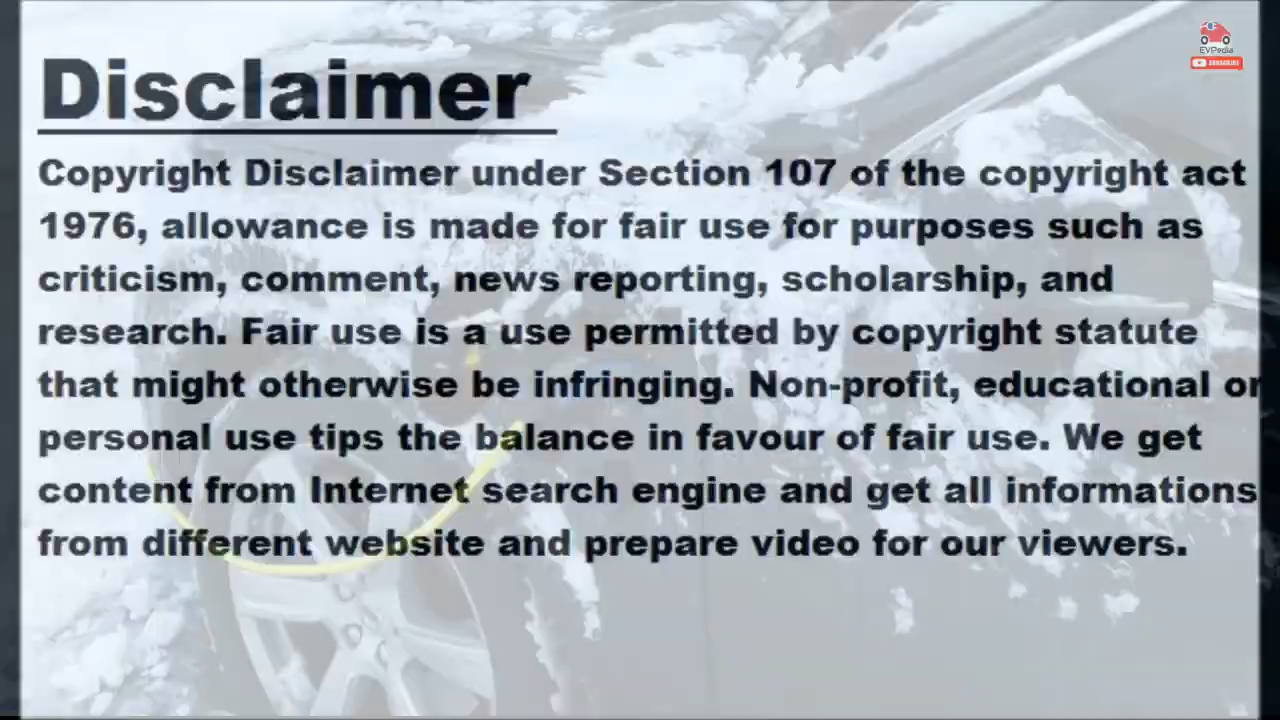 EVPedia
SUBSCRIBE
Disclaimer
Copyright Disclaimer under Section 107 of the copyright act
1976, allowance is made for fair use for purposes such as
criticism, comment, news reporting, scholarship, and
research. Fair use is a use permitted by copyright statute
that might otherwise be infringing. Non-profit, educational or
personal use tips the balance in favour of fair use. We get
content from Internet search engine and get all informations
from different website and prepare video for our viewers.